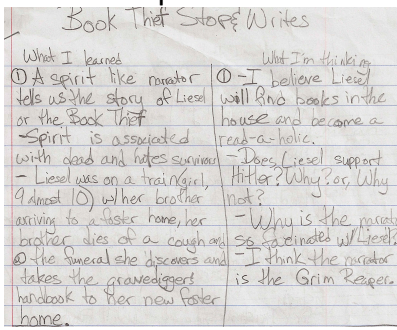 Book Thief Stop & Writes
What I learned
① A spirit like narrator
tells us the story of Liesel
or the Book Thief
-Spirit is associated
with dead and hates survivors
- Liesel was on a train (girl,
9 almost 10) w/her brother
arriving to a foster home, her
brother dies of a cough and
@ the funeral she discovers and
takes the gravediggers
handbook to her new foster
home.
What I'm thinking
① -I believe Liesel
will find books in the
house and become a
read-a-holic.
-Does Liesel support
Hitler? Why? or, Why
not?
-Why is the narrat
so fascinated w/ Liesel?
-I think the narrator
is the Grim Reaper.